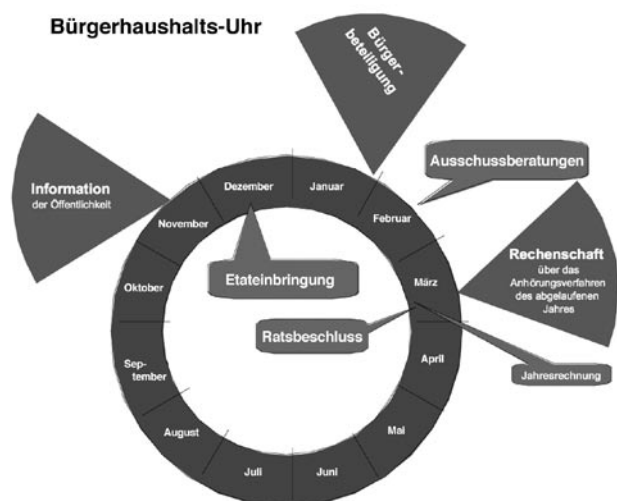 Bürgerhaushalts-Uhr
Bürger-
beteiligung
Ausschussberatungen
Information
der Öffentlichkeit
Dezember
Januar
November
Februar
Rechenschaft
über das
Anhörungsverfahren
des abgelaufenen
Jahres
Oktober
Etateinbringung
März
Ratsbeschluss
Sep-
tember
April
Jahresrechnung
August
Mai
Juli
Juni